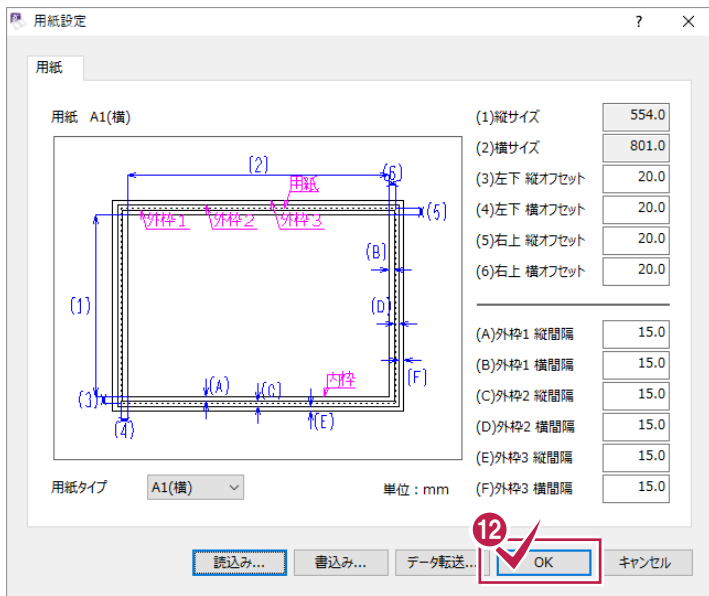 用紙設定
?
×
用紙
用紙 A1(横)
(2)
(6)
用紙
外枠1
外枠2
外枠3
(5)
(B)
(1)
(D)
(A)
(C)
内枠
(F)
(3)
(4)
(E)
(1)縦サイズ 554.0
(2)横サイズ 801.0
(3)左下 縦オフセット 20.0
(4)左下 横オフセット 20.0
(5)右上 縦オフセット 20.0
(6)右上 横オフセット 20.0
(A)外枠1 縦間隔 15.0
(B)外枠1 横間隔 15.0
(C)外枠2 縦間隔 15.0
(D)外枠2 横間隔 15.0
(E)外枠3 縦間隔 15.0
(F)外枠3 横間隔 15.0
用紙タイプ A1(横) 単位:mm
⑫
読込み... 書込み... データ転送... OK キャンセル